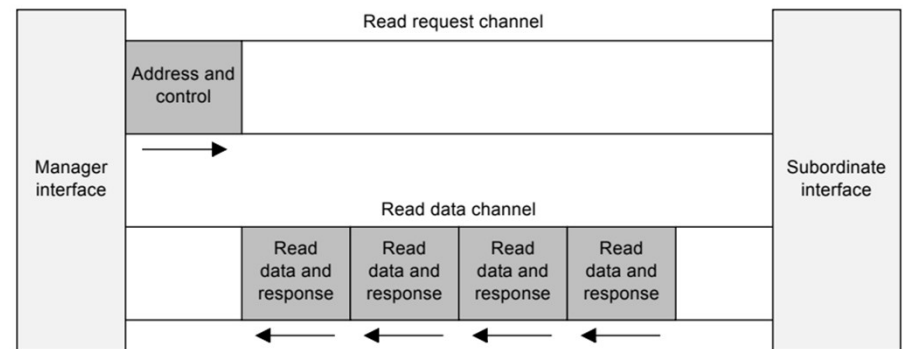 Read request channel
Address and
control
Manager
interface
Subordinate
interface
Read data channel
Read
data and
response
Read
data and
response
Read
data and
response
Read
data and
response